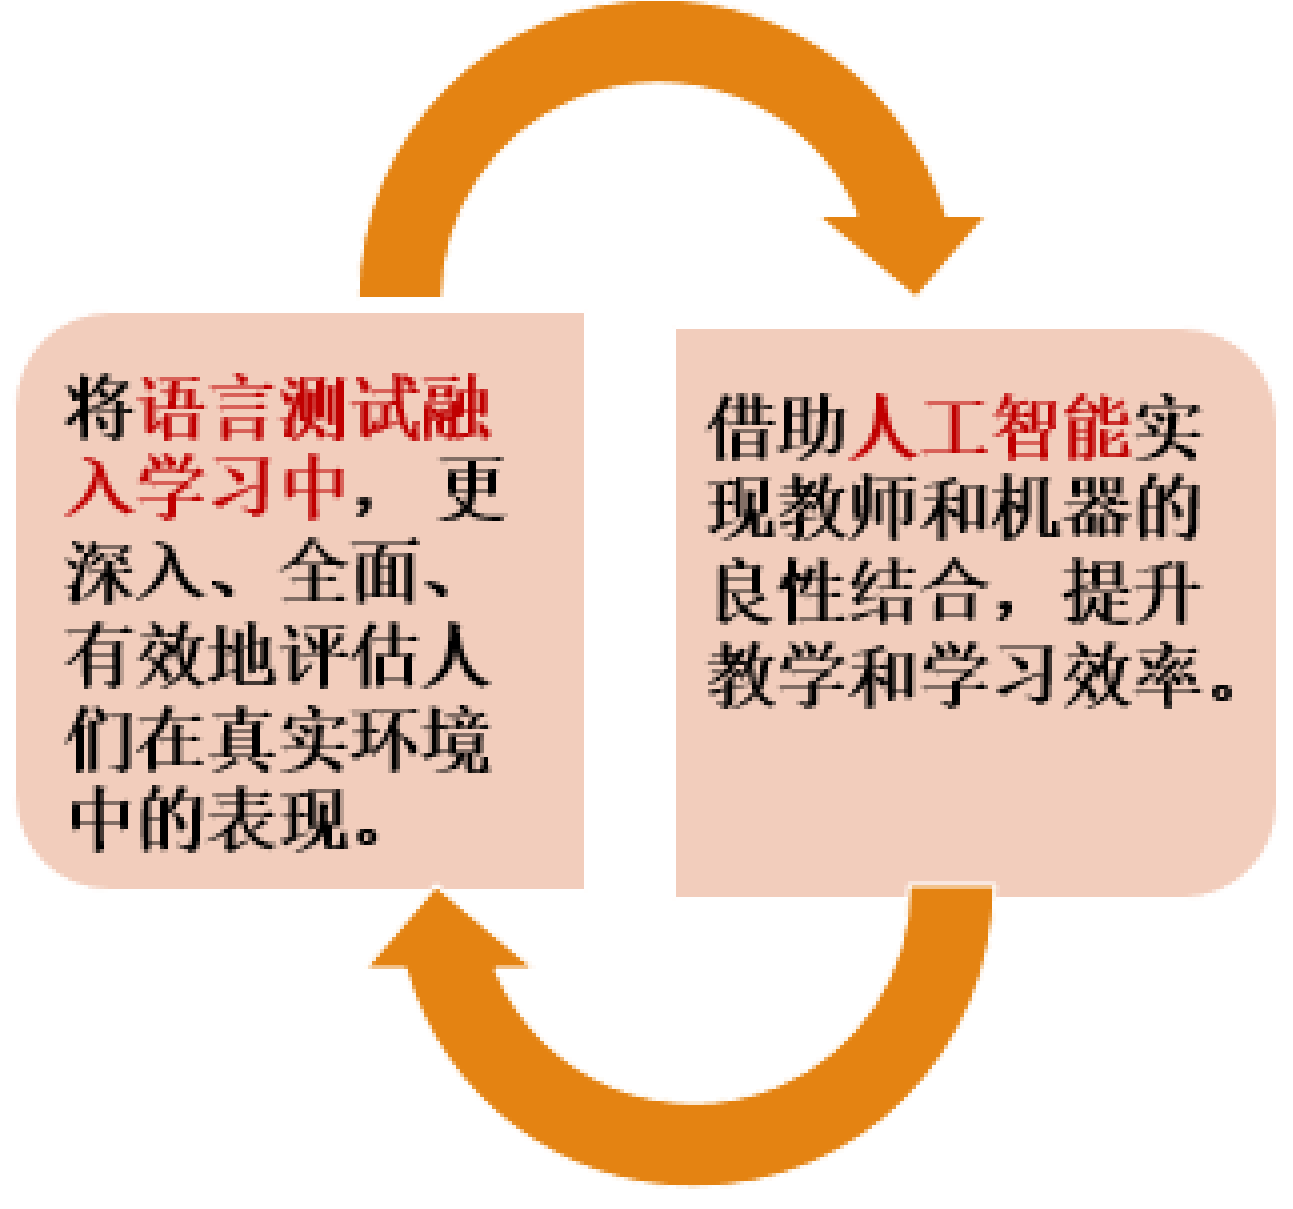 将语言测试融
入学习中，更
深入、全面、
有效地评估人
们在真实环境
中的表现。
借助人工智能实
现教师和机器的
良性结合，提升
教学和学习效率。